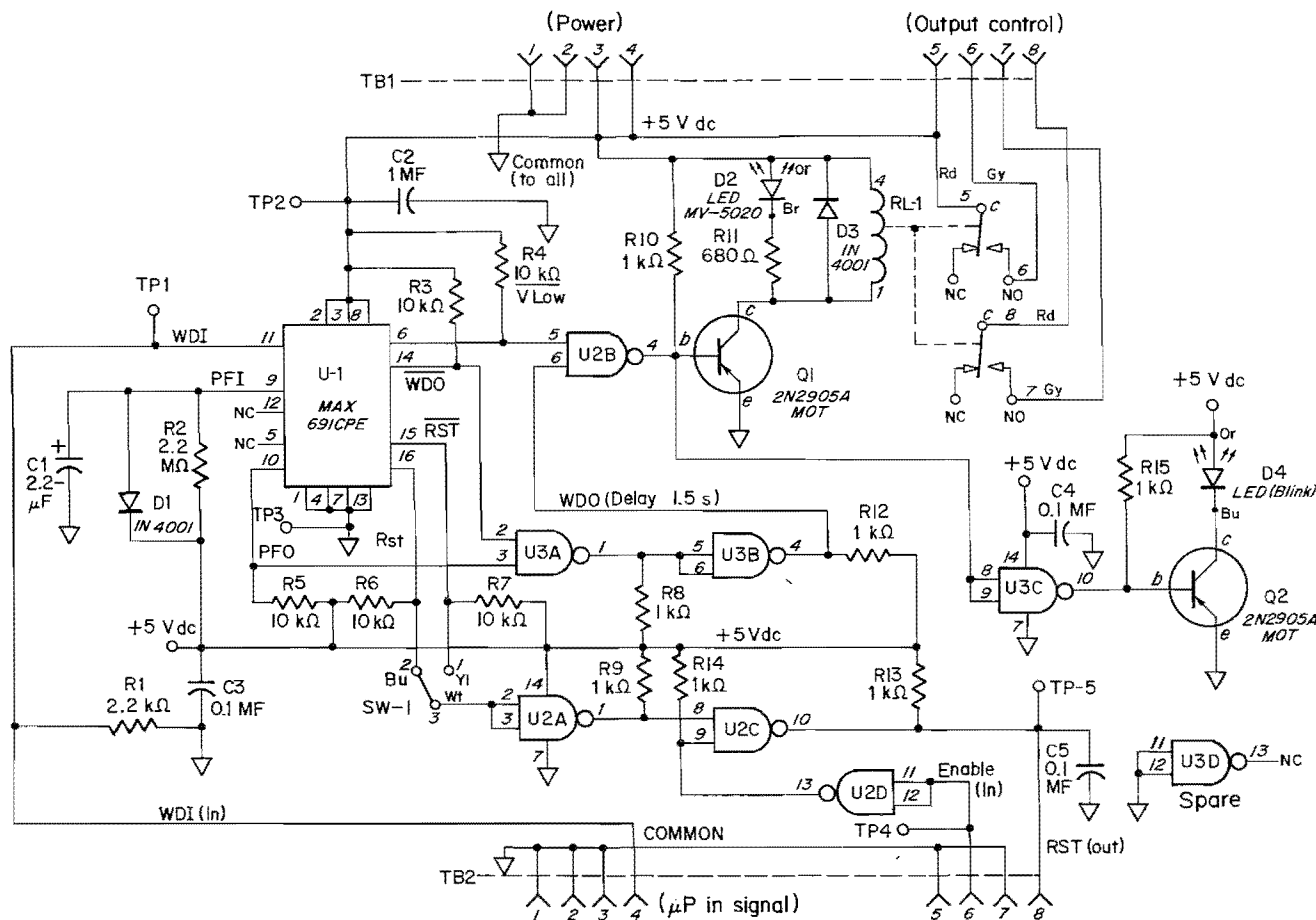 (Power)
(Output control)
1 2 3 4
5 6 7 8
TB1
+5 V dc
Common
(to all)
C2
1 MF
TP2
R4
10 kΩ
V Low
R3
10 kΩ
R10
1 kΩ
D2
LED
MV-5020
or
Br
R11
680 Ω
D3
IN
4001
4
RL-1
1
Rd
Gy
5
C
NC
NO
6
C
8
Rd
NC
NO
7
Gy
TP1
WDI
11
2 3 8
U-1
MAX
691CPE
6
14
WDO
15
RST
16
PFI
9
NC
12
NC
5
10
1 4 7 13
TP3
Rst
C1
2.2-
μF
+
D1
IN 4001
R2
2.2
MΩ
PFO
5
6
U2B
4
b
c
e
Q1
2N2905A
MOT
WDO (Delay 1.5 s)
2
3
U3A
1
5
6
U3B
4
R12
1 kΩ
R8
1 kΩ
R5
10 kΩ
R6
10 kΩ
R7
10 kΩ
+5 V dc
+5 Vdc
C4
0.1 MF
+5 V dc
14
8
9
U3C
10
7
R15
1 kΩ
+5 V dc
Or
D4
LED (Blink)
Bu
c
b
e
Q2
2N2905A
MOT
+5 Vdc
R1
2.2 kΩ
C3
0.1 MF
2
Bu
1
Yl
SW-1
3
Wt
14
2
3
U2A
1
7
R9
1 kΩ
R14
1 kΩ
8
9
U2C
10
R13
1 kΩ
TP-5
C5
0.1
MF
11
12
U3D
13
NC
Spare
13
U2D
11
12
Enable
(In)
TP4
WDI (In)
COMMON
RST (out)
TB2
(μP in signal)
1 2 3 4
5 6 7 8